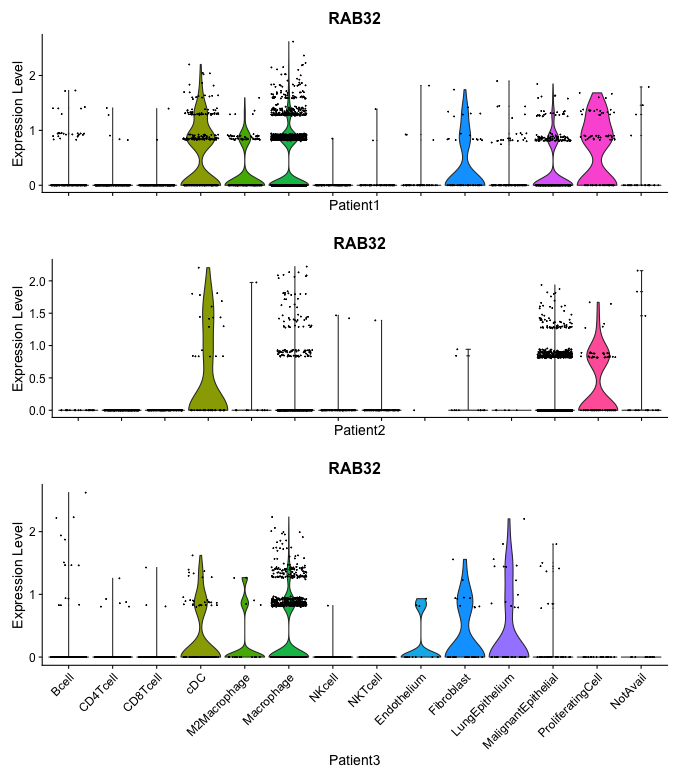 RAB32
Expression Level
2
1
0
Patient1
RAB32
Expression Level
2.0
1.5
1.0
0.5
0.0
Patient2
RAB32
Expression Level
2
1
0
Bcell
CD4Tcell
CD8Tcell
cDC
M2Macrophage
Macrophage
NKcell
NKTcell
Endothelium
Fibroblast
LungEpithelium
MalignantEpithelial
ProliferatingCell
NotAvail
Patient3